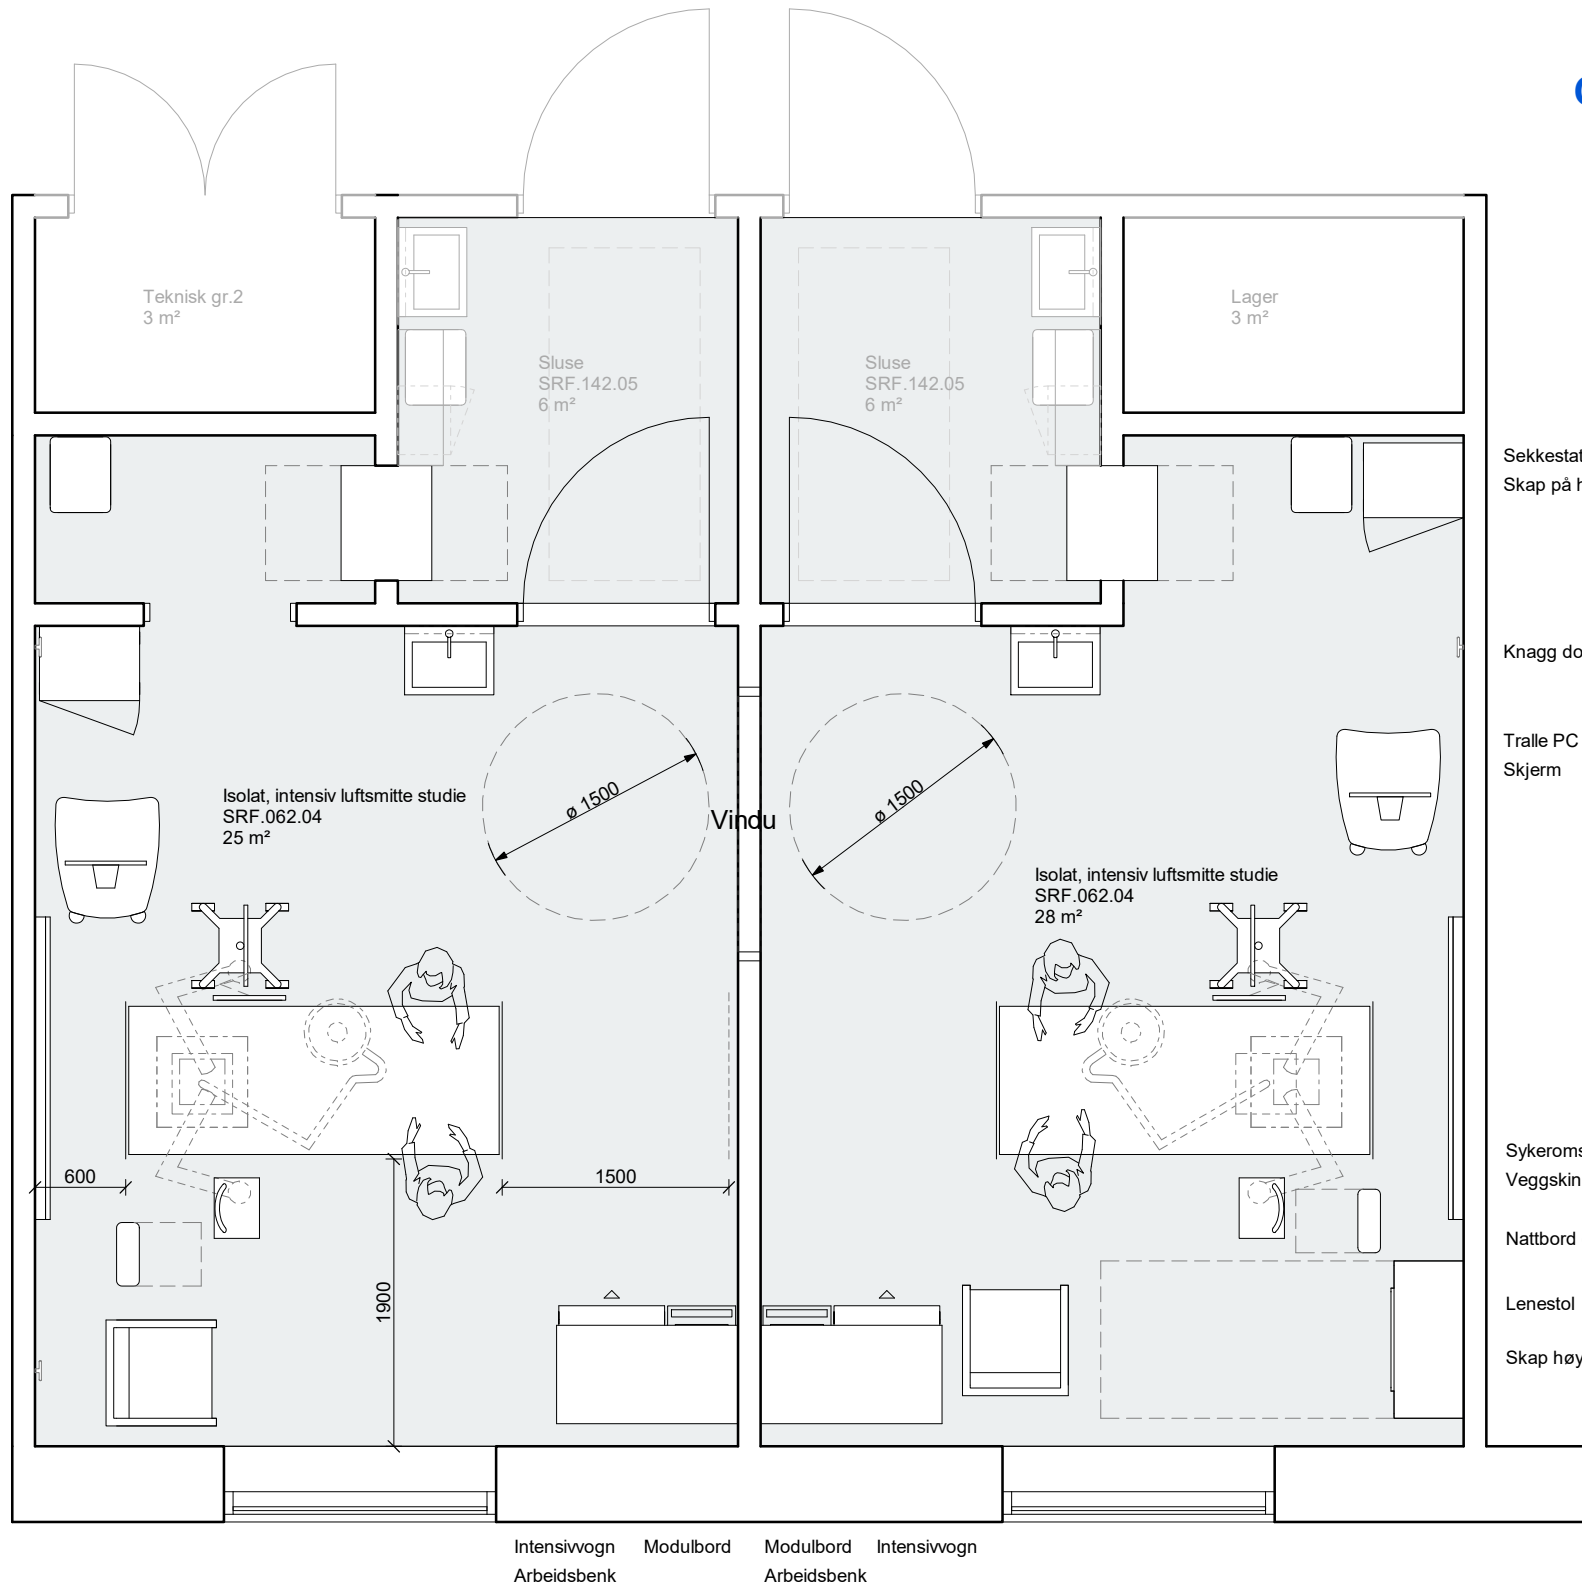 Teknisk gr.2
3 m²
Sluse
SRF.142.05
6 m²
Sluse
SRF.142.05
6 m²
Lager
3 m²
Sekkestat
Skap på h
Knagg do
Tralle PC
Skjerm
Isolat, intensiv luftsmitte studie
SRF.062.04
25 m²
ø 1500
Vindu
ø 1500
Isolat, intensiv luftsmitte studie
SRF.062.04
28 m²
600
1500
1900
Sykeroms
Veggskin
Nattbord
Lenestol
Skap høy
Intensivvogn Modulbord Modulbord Intensivvogn
Arbeidsbenk Arbeidsbenk